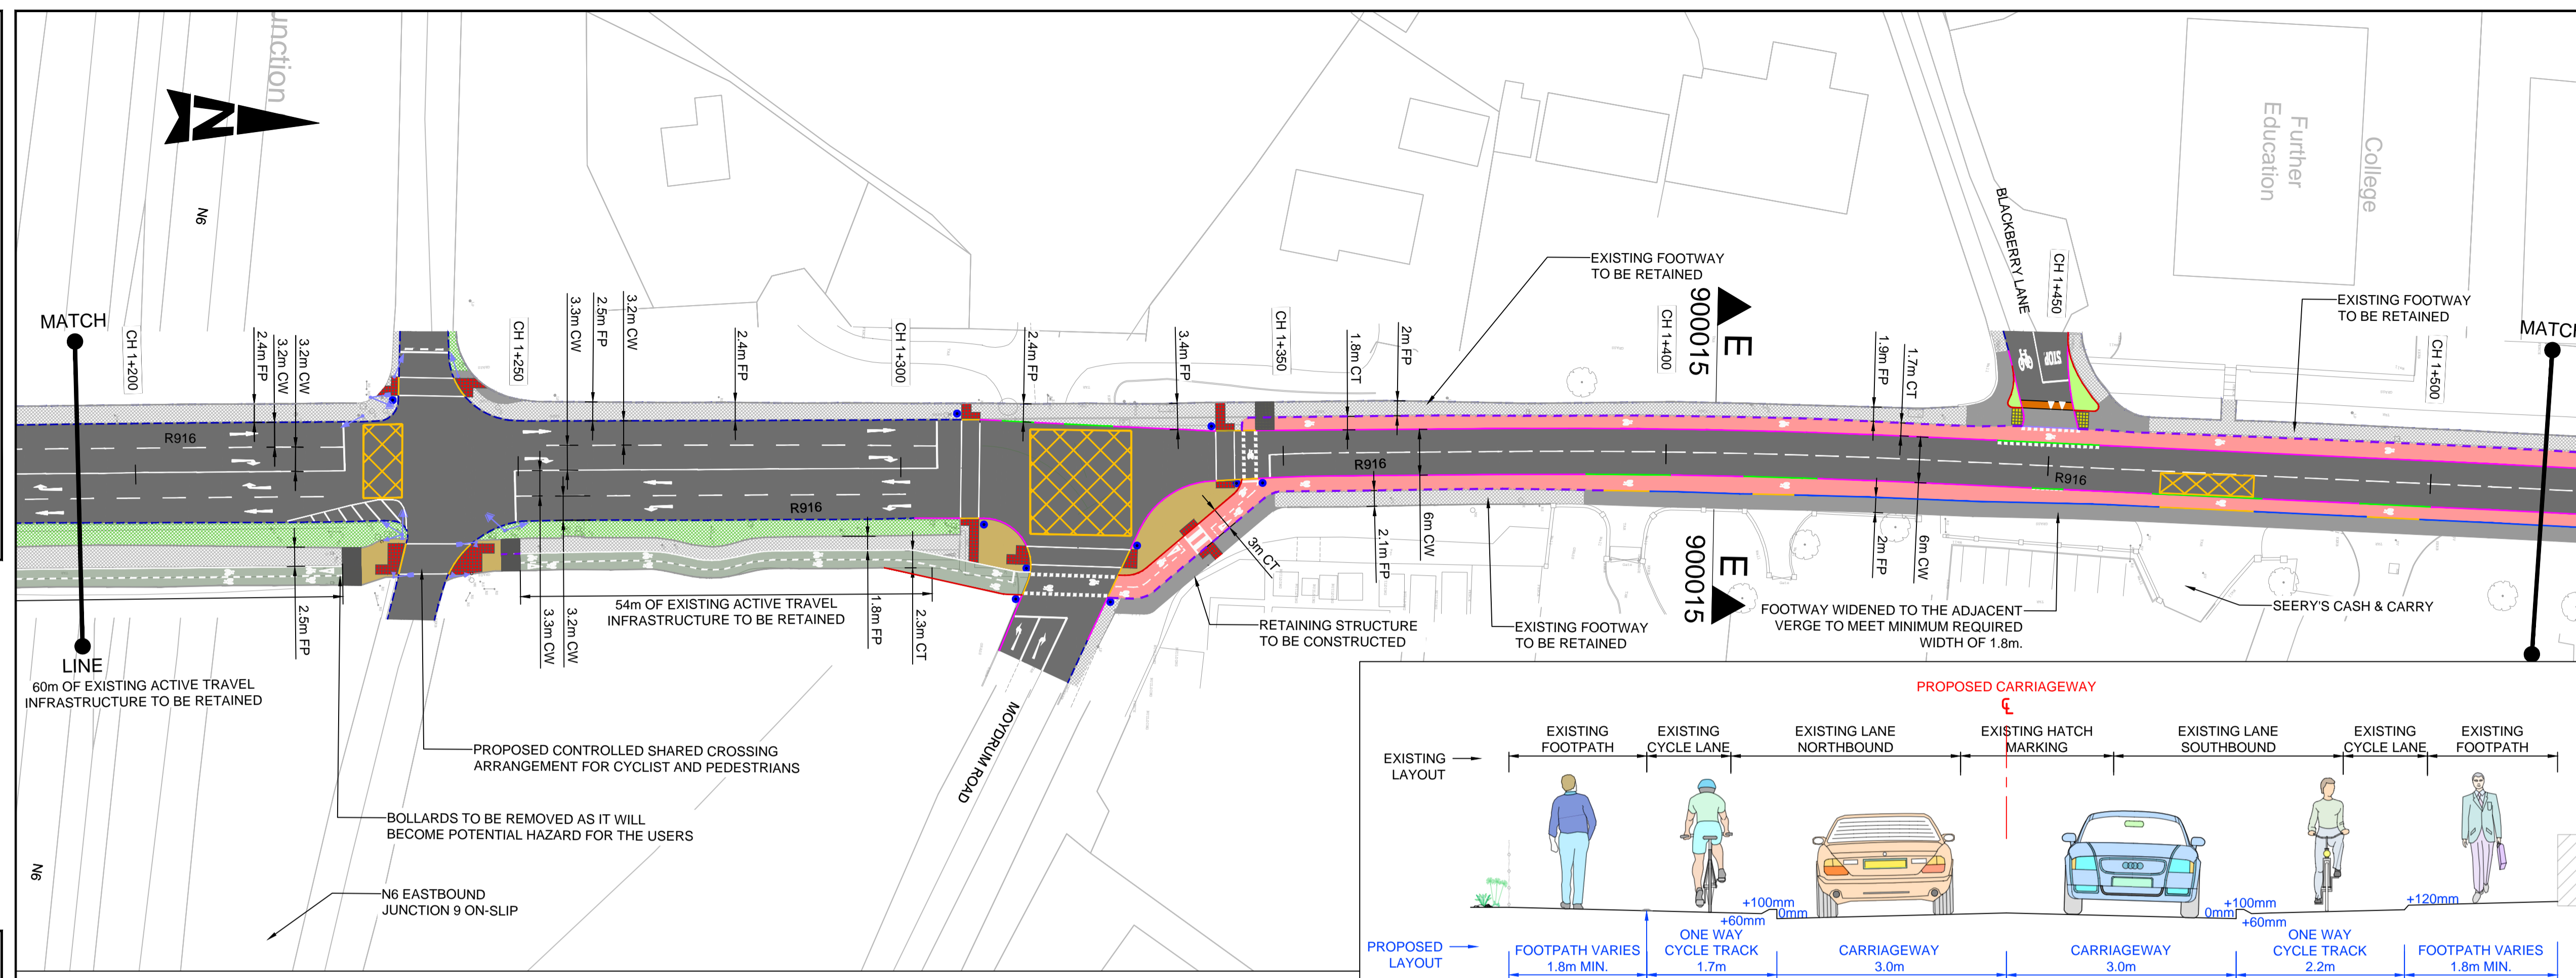 unction
N
N6
MATCH
LINE
CH 1+200
2.4m FP
3.2m CW
3.2m CW
R916
CH 1+250
3.3m CW
2.5m FP
3.2m CW
2.4m FP
CH 1+300
2.4m FP
3.4m FP
CH 1+350
1.8m CT
2m FP
EXISTING FOOTWAY
TO BE RETAINED
CH 1+400
E
900015
1.9m FP
1.7m CT
BLACKBERRY LANE
STOP
CH 1+450
College
Further
Education
EXISTING FOOTWAY
TO BE RETAINED
CH 1+500
MATCH
R916
R916
R916
2.5m FP
60m OF EXISTING ACTIVE TRAVEL
INFRASTRUCTURE TO BE RETAINED
3.3m CW
3.2m CW
54m OF EXISTING ACTIVE TRAVEL
INFRASTRUCTURE TO BE RETAINED
1.8m FP
2.3m CT
3m CT
RETAINING STRUCTURE
TO BE CONSTRUCTED
2.1m FP
6m CW
EXISTING FOOTWAY
TO BE RETAINED
E
900015
FOOTWAY WIDENED TO THE ADJACENT
VERGE TO MEET MINIMUM REQUIRED
WIDTH OF 1.8m.
2m FP
6m CW
SEERY'S CASH & CARRY
MOYDRUM ROAD
PROPOSED CONTROLLED SHARED CROSSING
ARRANGEMENT FOR CYCLIST AND PEDESTRIANS
BOLLARDS TO BE REMOVED AS IT WILL
BECOME POTENTIAL HAZARD FOR THE USERS
N6
N6 EASTBOUND
JUNCTION 9 ON-SLIP
PROPOSED CARRIAGEWAY
℄
EXISTING
LAYOUT
EXISTING
FOOTPATH
EXISTING
CYCLE LANE
EXISTING LANE
NORTHBOUND
EXISTING HATCH
MARKING
EXISTING LANE
SOUTHBOUND
EXISTING
CYCLE LANE
EXISTING
FOOTPATH
+100mm
0mm
+60mm
+100mm
0mm
+60mm
+120mm
PROPOSED
LAYOUT
FOOTPATH VARIES
1.8m MIN.
ONE WAY
CYCLE TRACK
1.7m
CARRIAGEWAY
3.0m
CARRIAGEWAY
3.0m
ONE WAY
CYCLE TRACK
2.2m
FOOTPATH VARIES
1.8m MIN.